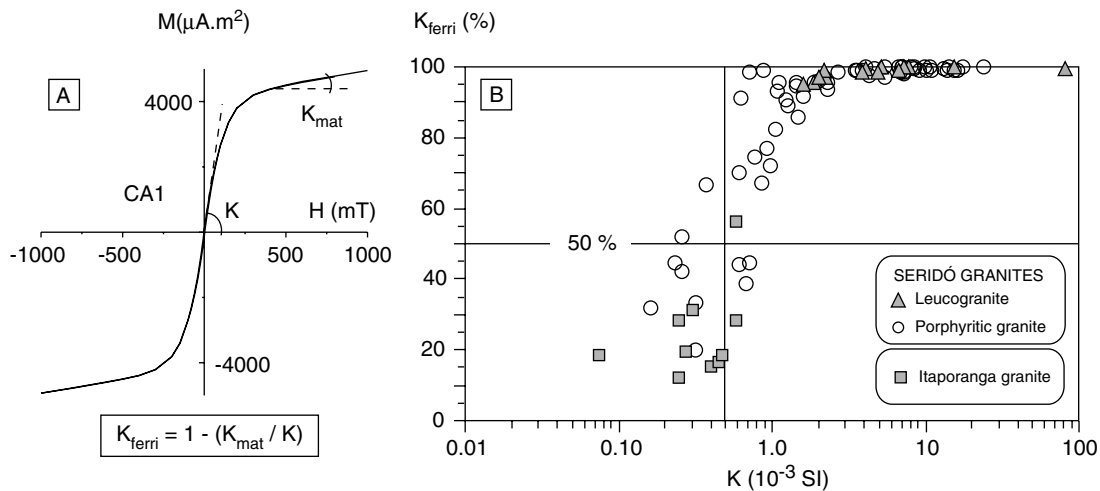 M(μA.m²)
A
4000
K_mat
CA1
K
H (mT)
-1000
-500
500
1000
-4000
K_ferri = 1 - (K_mat / K)
K_ferri (%)
B
100
80
60
50 %
40
20
0
SERIDÓ GRANITES
Leucogranite
Porphyritic granite
Itaporanga granite
0.01
0.10
1.0
10
100
K (10⁻³ SI)